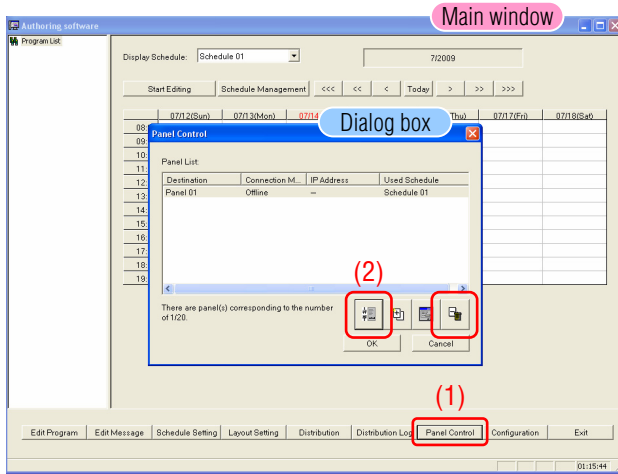 Main window
Authoring software
Program List
Display Schedule: Schedule 01
7/2009
Start Editing Schedule Management <<< << < Today > >> >>>
07/12(Sun) 07/13(Mon) 07/14 Thu) 07/17(Fri) 07/18(Sat)
Dialog box
08:
Panel Control
09:
10:
Panel List:
11:
Destination Connection M... IP Address Used Schedule
12:
Panel 01 Offline — Schedule 01
13:
14:
15:
16:
17:
18:
19:
(2)
There are panel(s) corresponding to the number
of 1/20.
OK Cancel
(1)
Edit Program Edit Message Schedule Setting Layout Setting Distribution Distribution Log Panel Control Configuration Exit
01:15:44